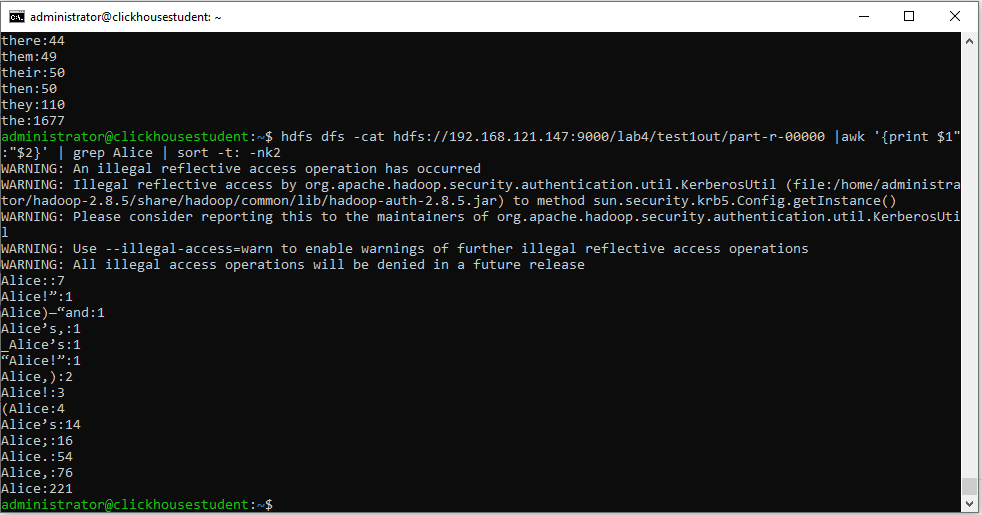 administrator@clickhousestudent: ~
there:44
them:49
their:50
then:50
they:110
the:1677
administrator@clickhousestudent:~$ hdfs dfs -cat hdfs://192.168.121.147:9000/lab4/test1out/part-r-00000 |awk '{print $1"
:"$2}' | grep Alice | sort -t: -nk2
WARNING: An illegal reflective access operation has occurred
WARNING: Illegal reflective access by org.apache.hadoop.security.authentication.util.KerberosUtil (file:/home/administra
tor/hadoop-2.8.5/share/hadoop/common/lib/hadoop-auth-2.8.5.jar) to method sun.security.krb5.Config.getInstance()
WARNING: Please consider reporting this to the maintainers of org.apache.hadoop.security.authentication.util.KerberosUti
l
WARNING: Use --illegal-access=warn to enable warnings of further illegal reflective access operations
WARNING: All illegal access operations will be denied in a future release
Alice::7
Alice!”:1
Alice)—“and:1
Alice’s,:1
_Alice’s:1
“Alice!”:1
Alice,):2
Alice!:3
(Alice:4
Alice’s:14
Alice;:16
Alice.:54
Alice,:76
Alice:221
administrator@clickhousestudent:~$